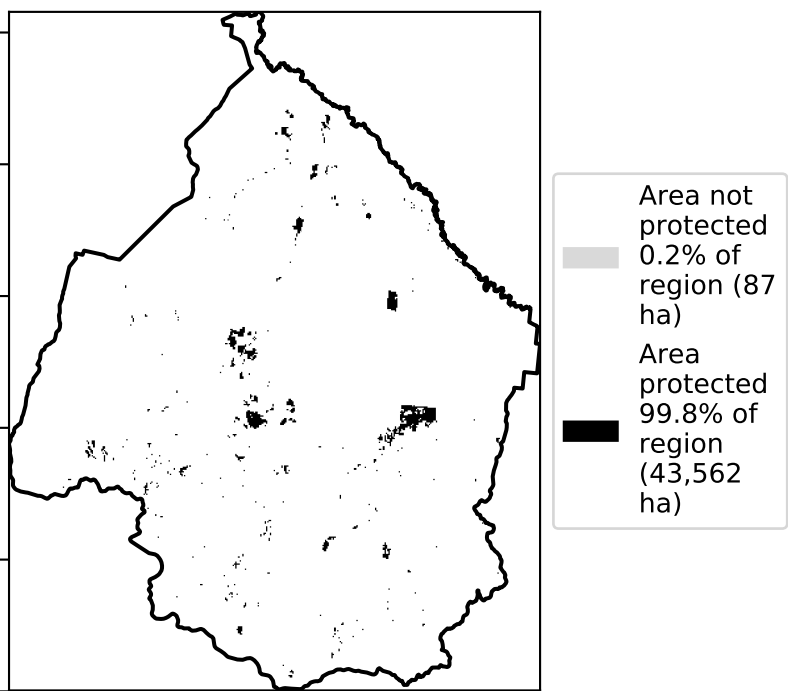 Area not
protected
0.2% of
region (87
ha)
Area
protected
99.8% of
region
(43,562
ha)